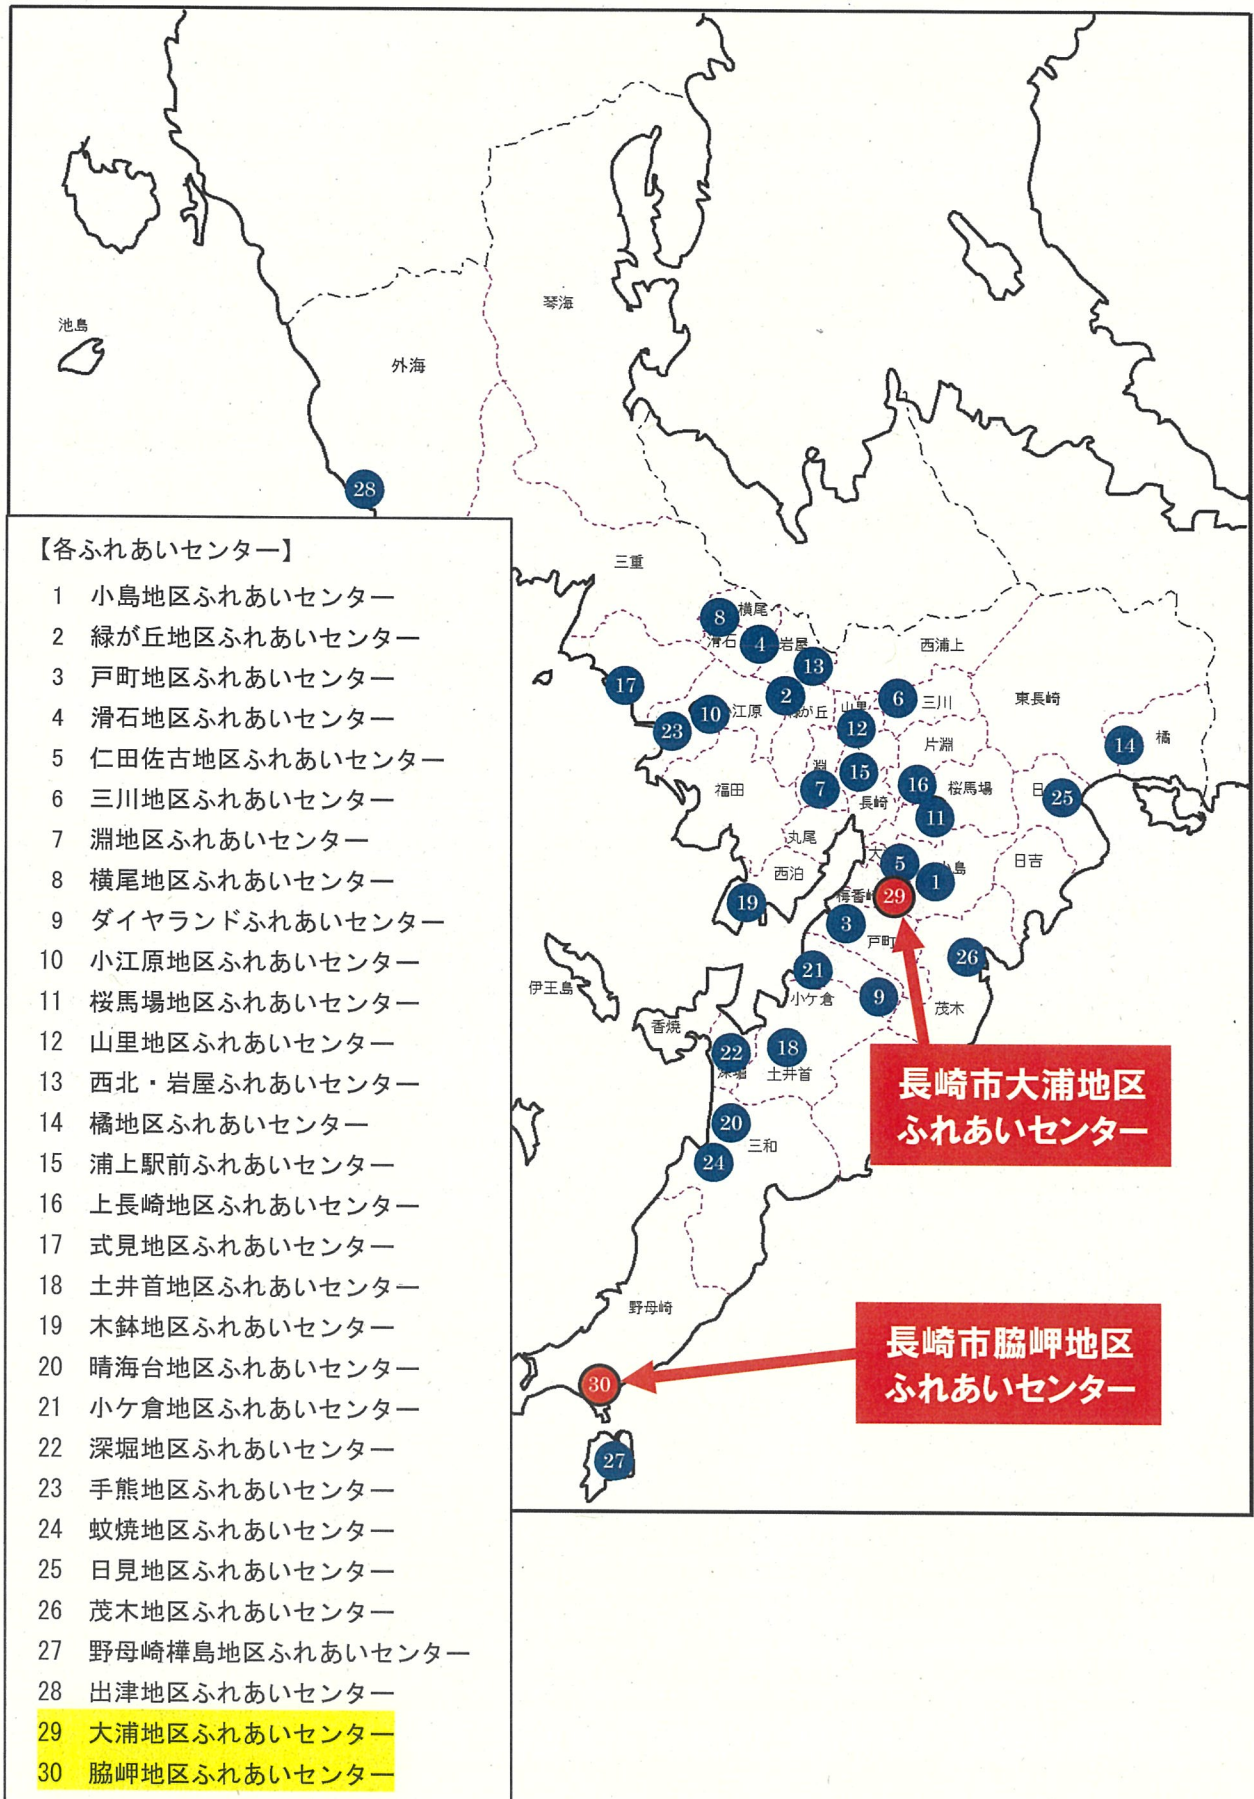 池島
外海
琴海
28
三重
8
横尾
滑石
4
岩屋
13
西浦上
17
2
6
三川
東長崎
10
江原
が丘
山里
12
23
14
橘
片淵
淵
15
福田
7
16
桜馬場
日
25
長崎
11
丸尾
大
5
小島
日吉
西泊
1
19
梅香崎
29
3
戸町
26
21
伊王島
小ケ倉
9
茂木
香焼
22
18
深堀
土井首
長崎市大浦地区
ふれあいセンター
20
三和
24
野母崎
長崎市脇岬地区
ふれあいセンター
30
27
【各ふれあいセンター】
1 小島地区ふれあいセンター
2 緑が丘地区ふれあいセンター
3 戸町地区ふれあいセンター
4 滑石地区ふれあいセンター
5 仁田佐古地区ふれあいセンター
6 三川地区ふれあいセンター
7 淵地区ふれあいセンター
8 横尾地区ふれあいセンター
9 ダイヤランドふれあいセンター
10 小江原地区ふれあいセンター
11 桜馬場地区ふれあいセンター
12 山里地区ふれあいセンター
13 西北・岩屋ふれあいセンター
14 橘地区ふれあいセンター
15 浦上駅前ふれあいセンター
16 上長崎地区ふれあいセンター
17 式見地区ふれあいセンター
18 土井首地区ふれあいセンター
19 木鉢地区ふれあいセンター
20 晴海台地区ふれあいセンター
21 小ケ倉地区ふれあいセンター
22 深堀地区ふれあいセンター
23 手熊地区ふれあいセンター
24 蚊焼地区ふれあいセンター
25 日見地区ふれあいセンター
26 茂木地区ふれあいセンター
27 野母崎樺島地区ふれあいセンター
28 出津地区ふれあいセンター
29 大浦地区ふれあいセンター
30 脇岬地区ふれあいセンター